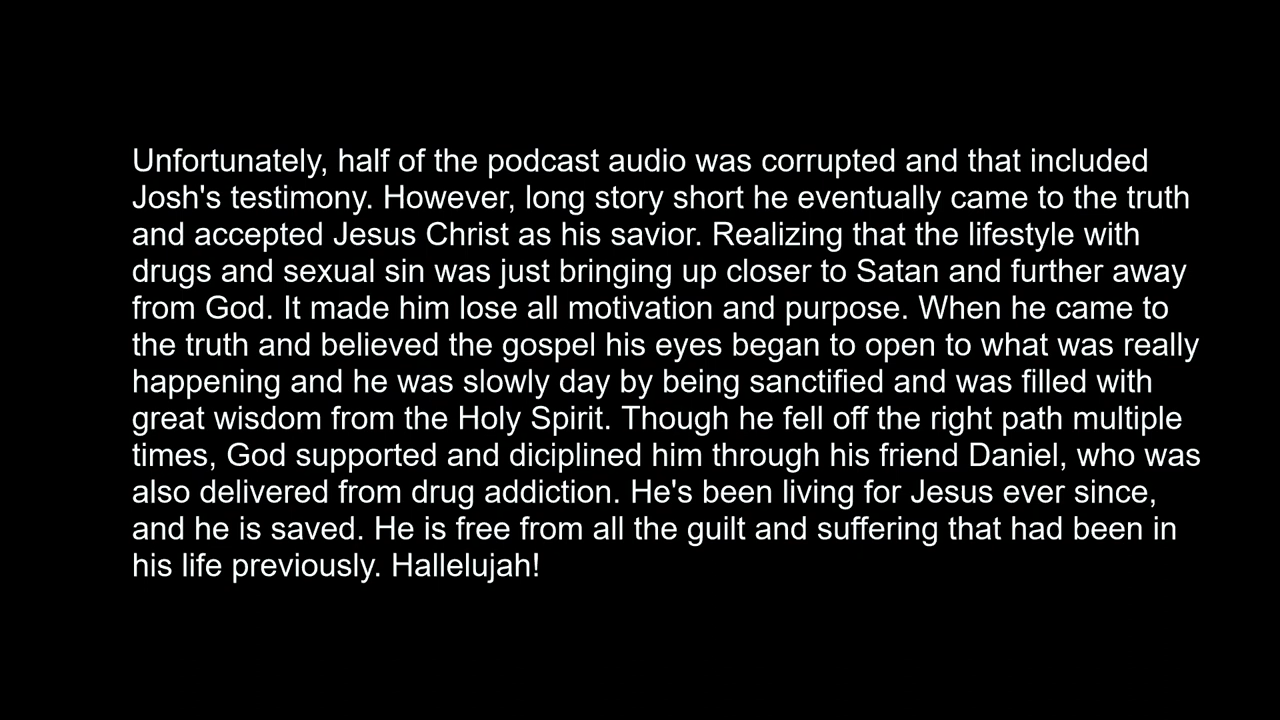 Unfortunately, half of the podcast audio was corrupted and that included
Josh's testimony. However, long story short he eventually came to the truth
and accepted Jesus Christ as his savior. Realizing that the lifestyle with
drugs and sexual sin was just bringing up closer to Satan and further away
from God. It made him lose all motivation and purpose. When he came to
the truth and believed the gospel his eyes began to open to what was really
happening and he was slowly day by being sanctified and was filled with
great wisdom from the Holy Spirit. Though he fell off the right path multiple
times, God supported and diciplined him through his friend Daniel, who was
also delivered from drug addiction. He's been living for Jesus ever since,
and he is saved. He is free from all the guilt and suffering that had been in
his life previously. Hallelujah!